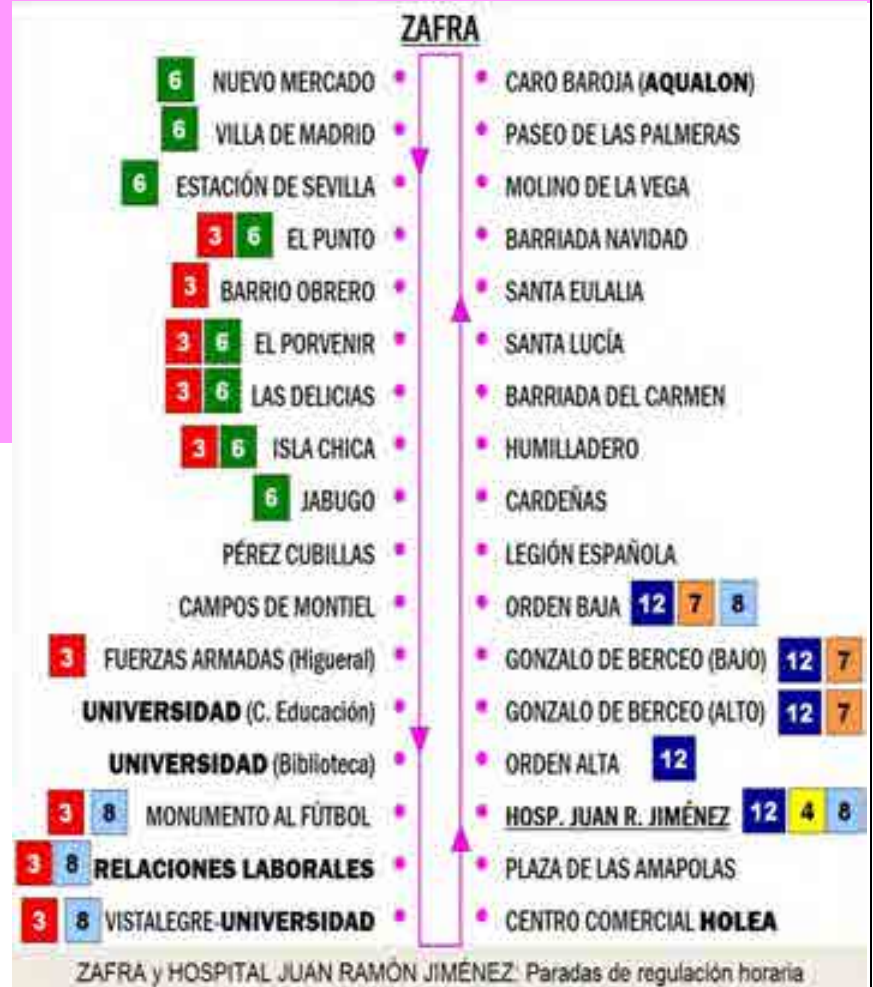 ZAFRA
6 NUEVO MERCADO
6 VILLA DE MADRID
6 ESTACIÓN DE SEVILLA
3 6 EL PUNTO
3 BARRIO OBRERO
3 6 EL PORVENIR
3 6 LAS DELICIAS
3 6 ISLA CHICA
6 JABUGO
PÉREZ CUBILLAS
CAMPOS DE MONTIEL
3 FUERZAS ARMADAS (Higueral)
UNIVERSIDAD (C. Educación)
UNIVERSIDAD (Biblioteca)
3 8 MONUMENTO AL FÚTBOL
3 8 RELACIONES LABORALES
3 8 VISTALEGRE-UNIVERSIDAD
CARO BAROJA (AQUALON)
PASEO DE LAS PALMERAS
MOLINO DE LA VEGA
BARRIADA NAVIDAD
SANTA EULALIA
SANTA LUCÍA
BARRIADA DEL CARMEN
HUMILLADERO
CARDEÑAS
LEGIÓN ESPAÑOLA
ORDEN BAJA 12 7 8
GONZALO DE BERCEO (BAJO) 12 7
GONZALO DE BERCEO (ALTO) 12 7
ORDEN ALTA 12
HOSP. JUAN R. JIMÉNEZ 12 4 8
PLAZA DE LAS AMAPOLAS
CENTRO COMERCIAL HOLEA
ZAFRA y HOSPITAL JUAN RAMÓN JIMÉNEZ: Paradas de regulación horaria